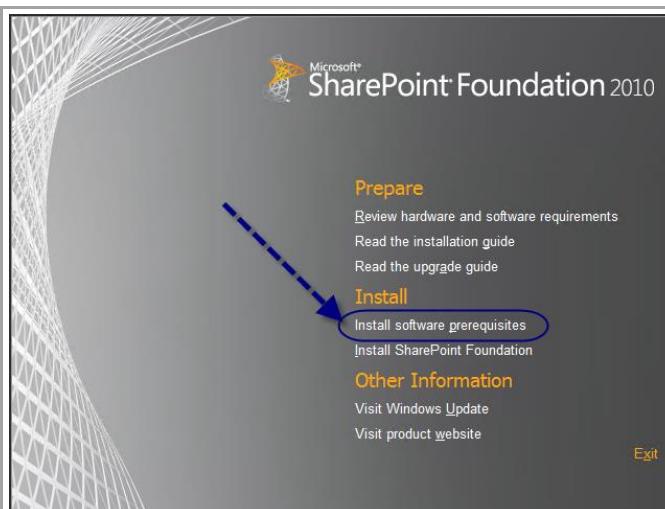 Microsoft®
SharePoint® Foundation 2010
Prepare
Review hardware and software requirements
Read the installation guide
Read the upgrade guide
Install
Install software prerequisites
Install SharePoint Foundation
Other Information
Visit Windows Update
Visit product website
Exit